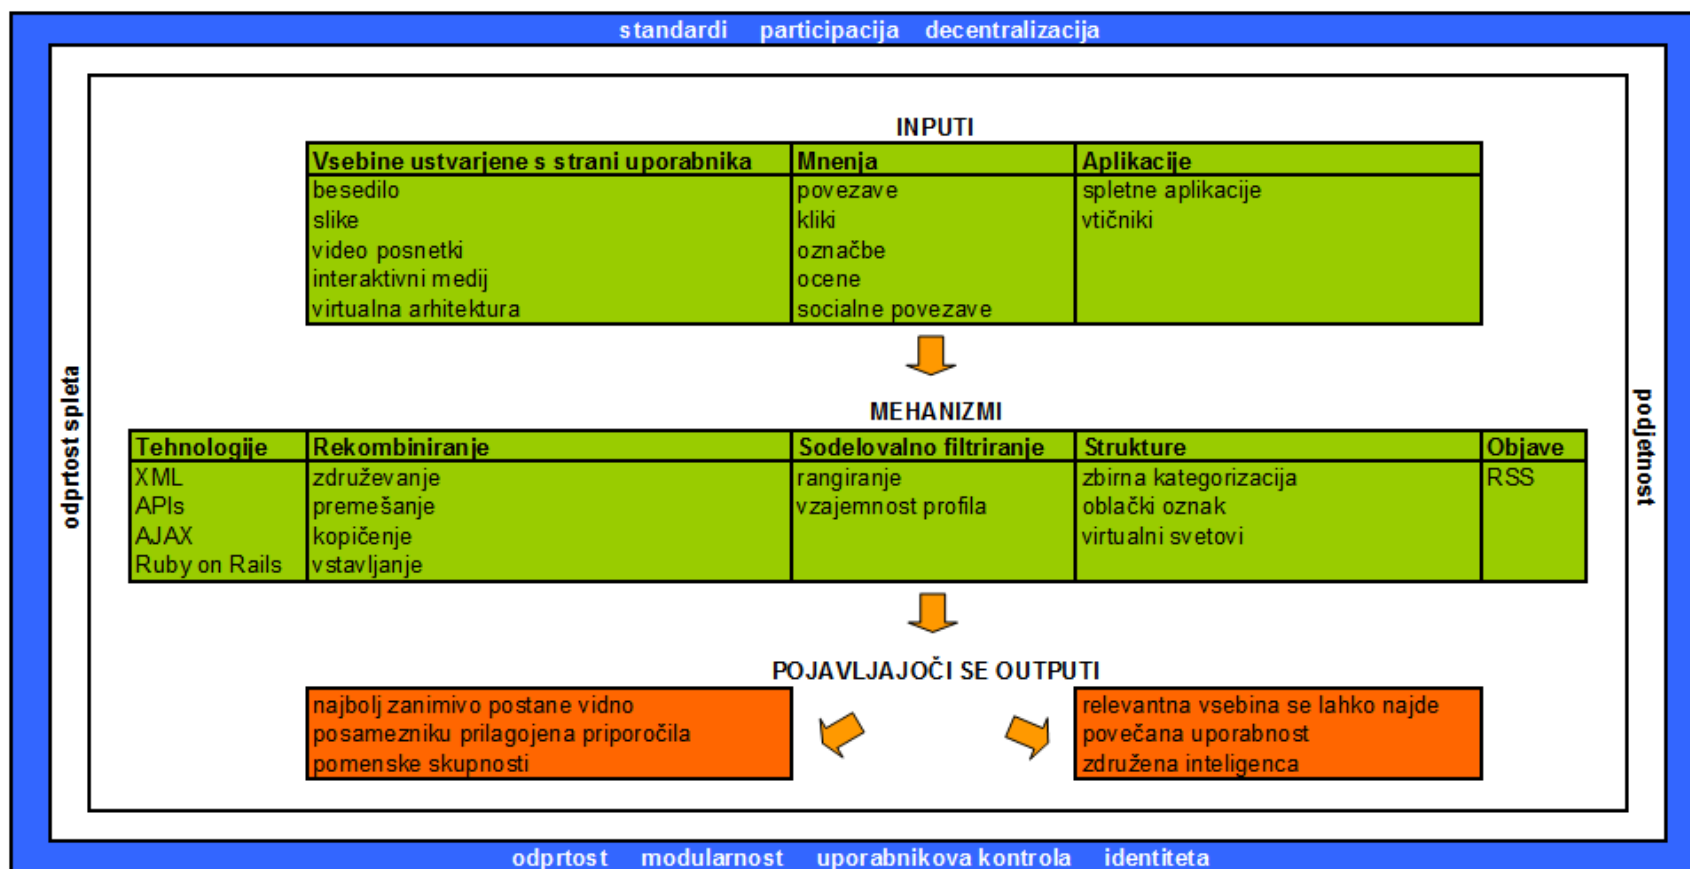 standardi participacija decentralizacija
odprtost spleta
podjetnost
INPUTI
Vsebine ustvarjene s strani uporabnika Mnenja Aplikacije
besedilo povezave spletne aplikacije
slike kliki vtičniki
video posnetki označbe
interaktivni medij ocene
virtualna arhitektura socialne povezave
MEHANIZMI
Tehnologije Rekombiniranje Sodelovalno filtriranje Strukture Objave
XML združevanje rangiranje zbirna kategorizacija RSS
APIs premešanje vzajemnost profila oblački oznak
AJAX kopičenje virtualni svetovi
Ruby on Rails vstavljanje
POJAVLJAJOČI SE OUTPUTI
najbolj zanimivo postane vidno relevantna vsebina se lahko najde
posamezniku prilagojena priporočila povečana uporabnost
pomenske skupnosti združena inteligenca
odprtost modularnost uporabnikova kontrola identiteta